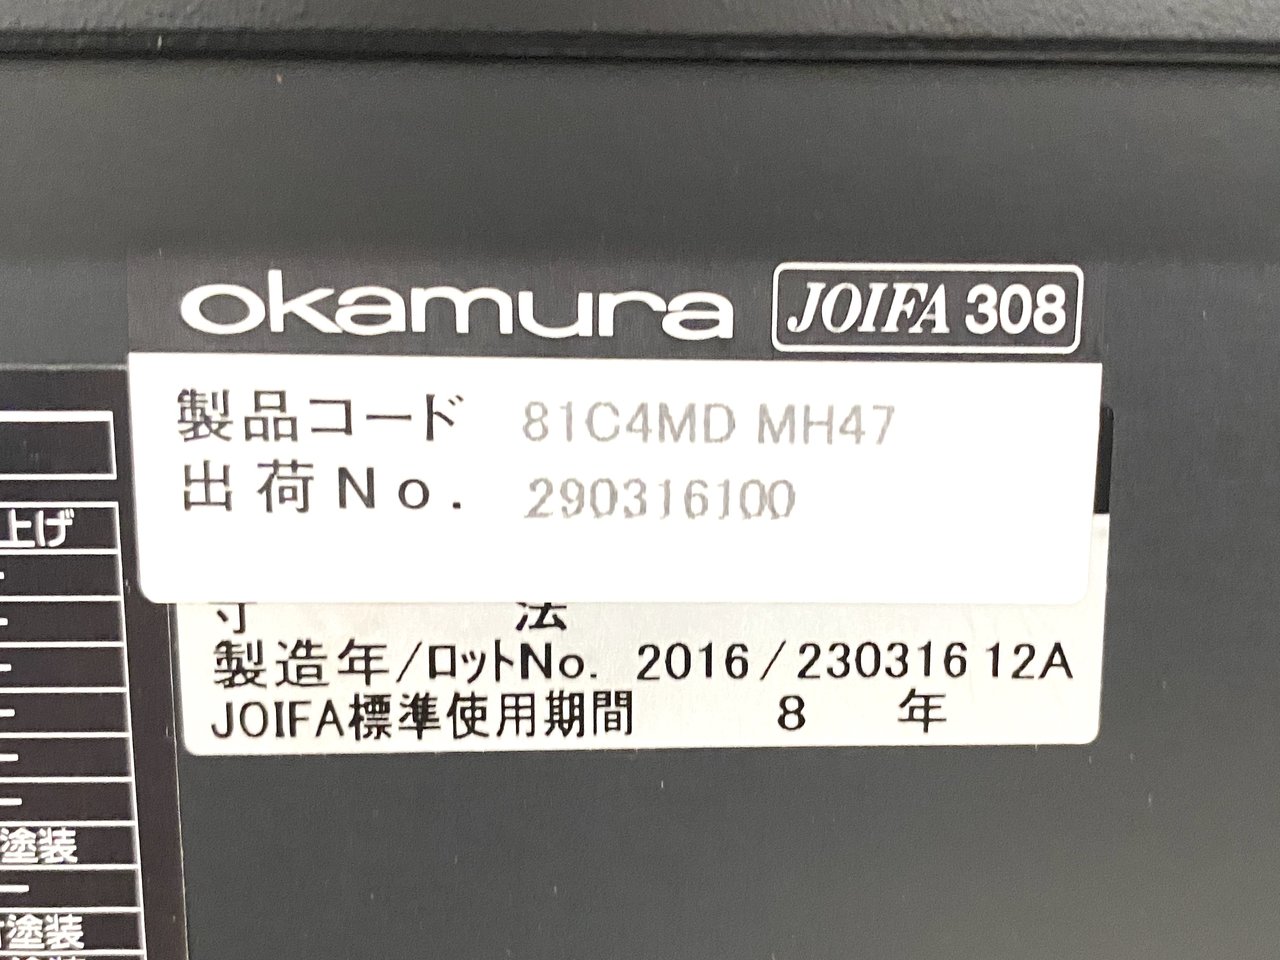 okamura JOIFA 308
製品コード 81C4MD MH47
出荷No. 290316100
寸 法
製造年/ロットNo. 2016/230316 12A
JOIFA標準使用期間 8 年
上げ
塗装
塗装